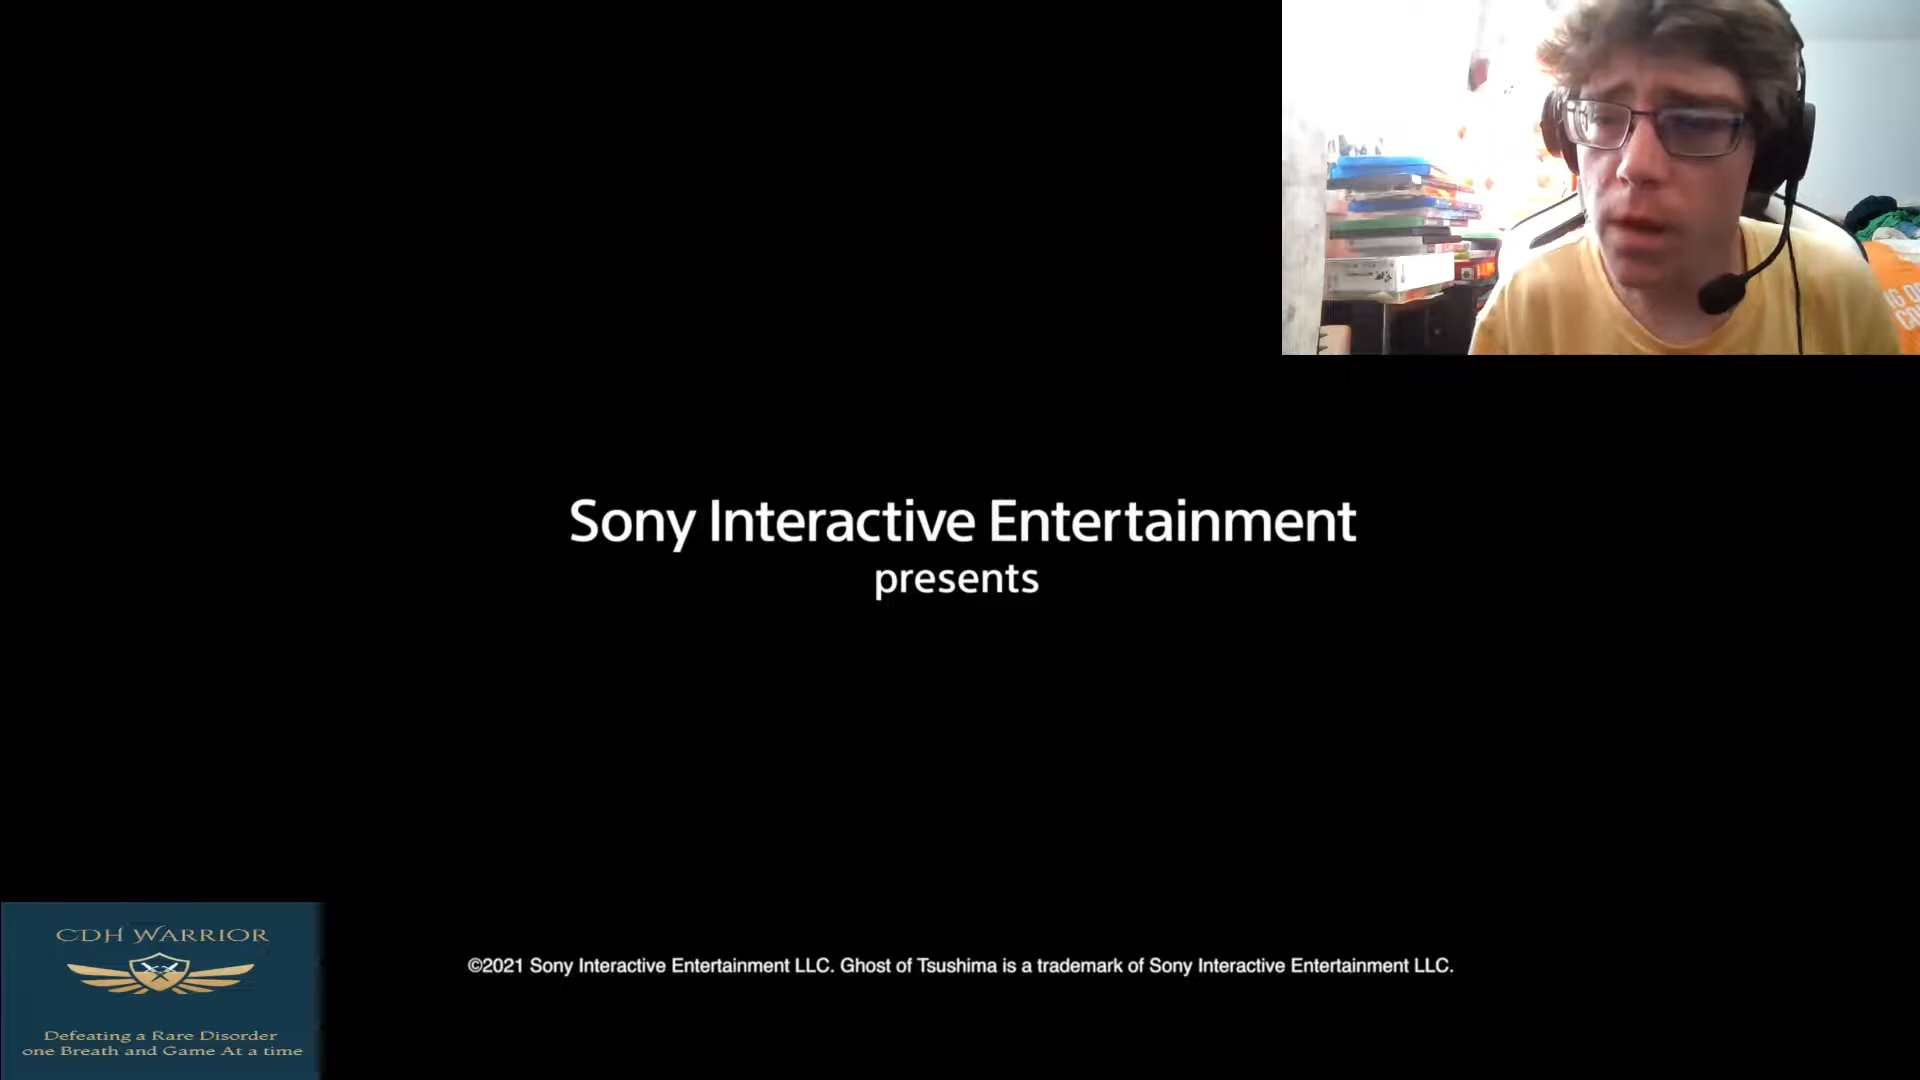 Sony Interactive Entertainment
presents
CDH WARRIOR
Defeating a Rare Disorder
one Breath and Game At a time
©2021 Sony Interactive Entertainment LLC. Ghost of Tsushima is a trademark of Sony Interactive Entertainment LLC.